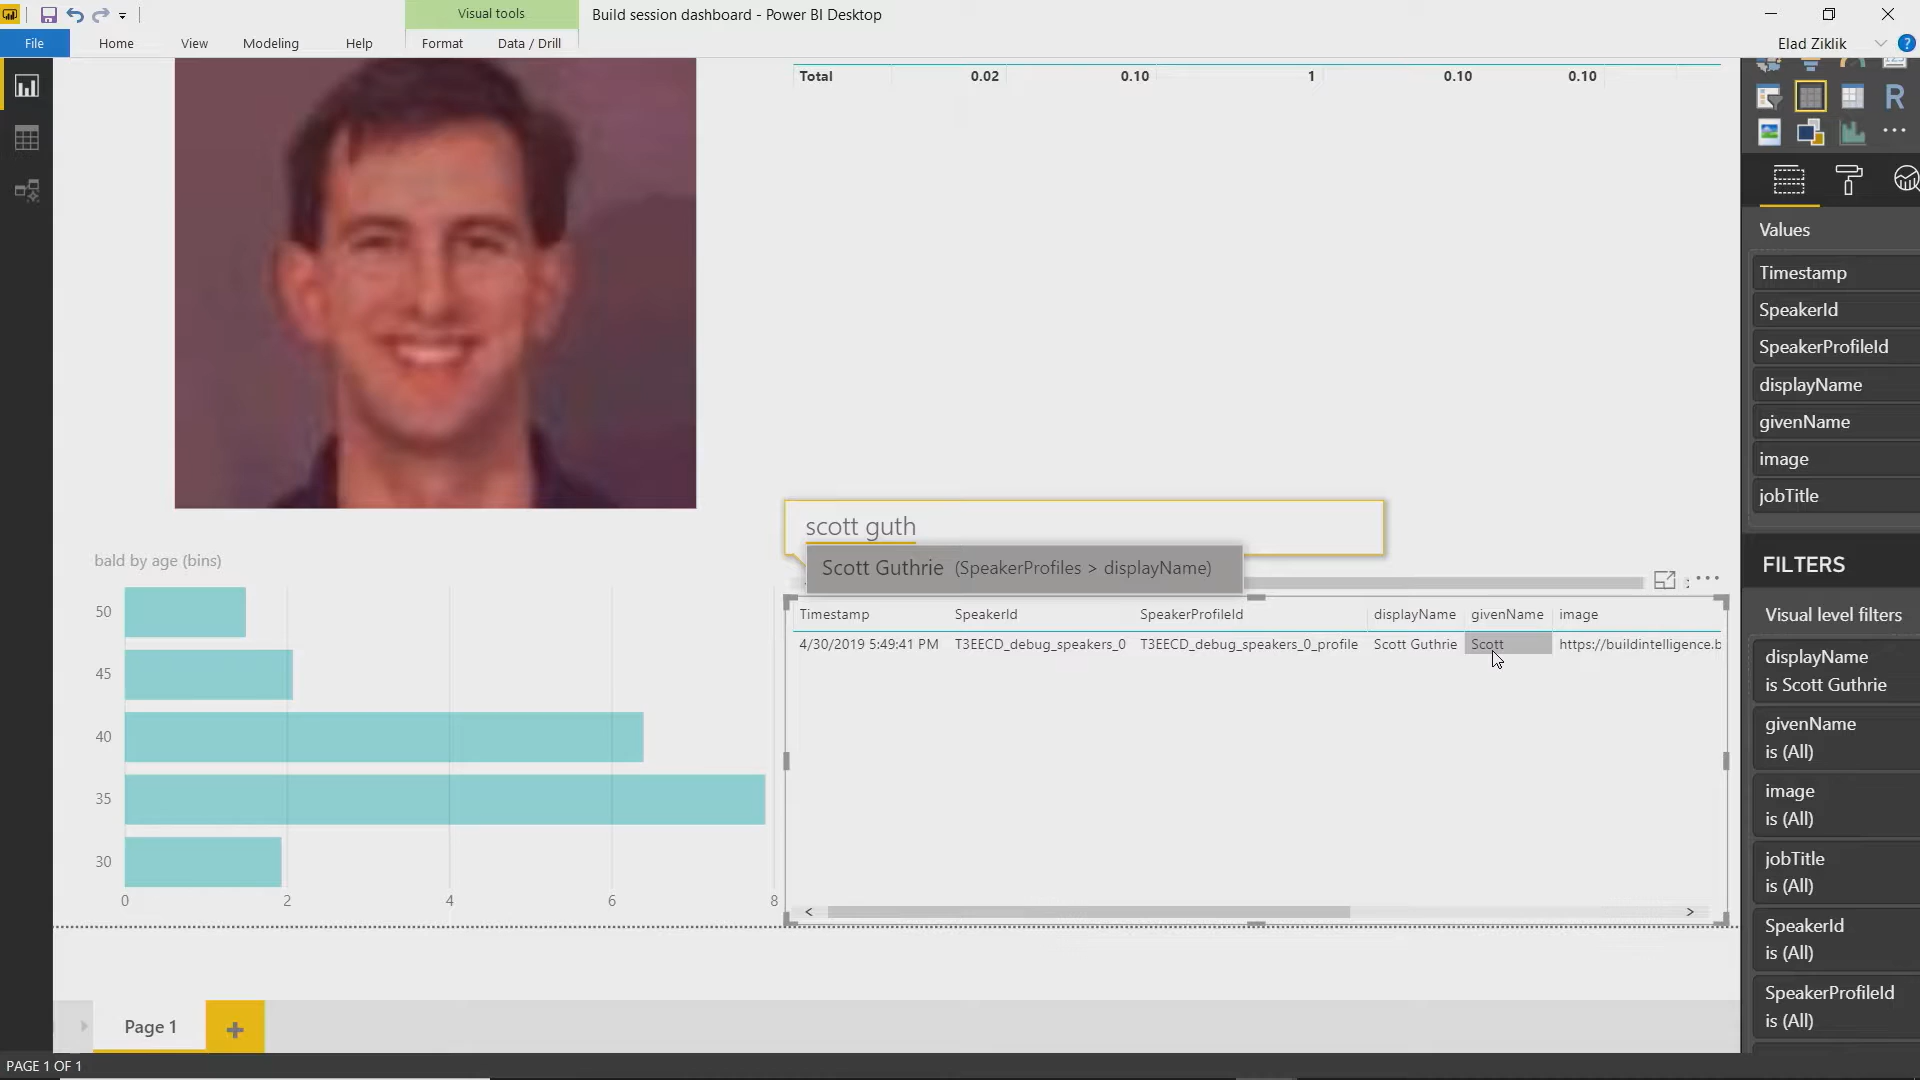 Visual tools
Build session dashboard - Power BI Desktop
File
Home
View
Modeling
Help
Format
Data / Drill
Elad Ziklik
?
Total 0.02 0.10 1 0.10 0.10
R
Values
Timestamp
SpeakerId
SpeakerProfileId
displayName
givenName
image
jobTitle
FILTERS
Visual level filters
displayName
is Scott Guthrie
givenName
is (All)
image
is (All)
jobTitle
is (All)
SpeakerId
is (All)
SpeakerProfileId
is (All)
scott guth
Scott Guthrie (SpeakerProfiles > displayName)
Timestamp SpeakerId SpeakerProfileId displayName givenName image
4/30/2019 5:49:41 PM T3EECD_debug_speakers_0 T3EECD_debug_speakers_0_profile Scott Guthrie Scott https://buildintelligence.b
bald by age (bins)
50
45
40
35
30
0 2 4 6 8
Page 1
PAGE 1 OF 1